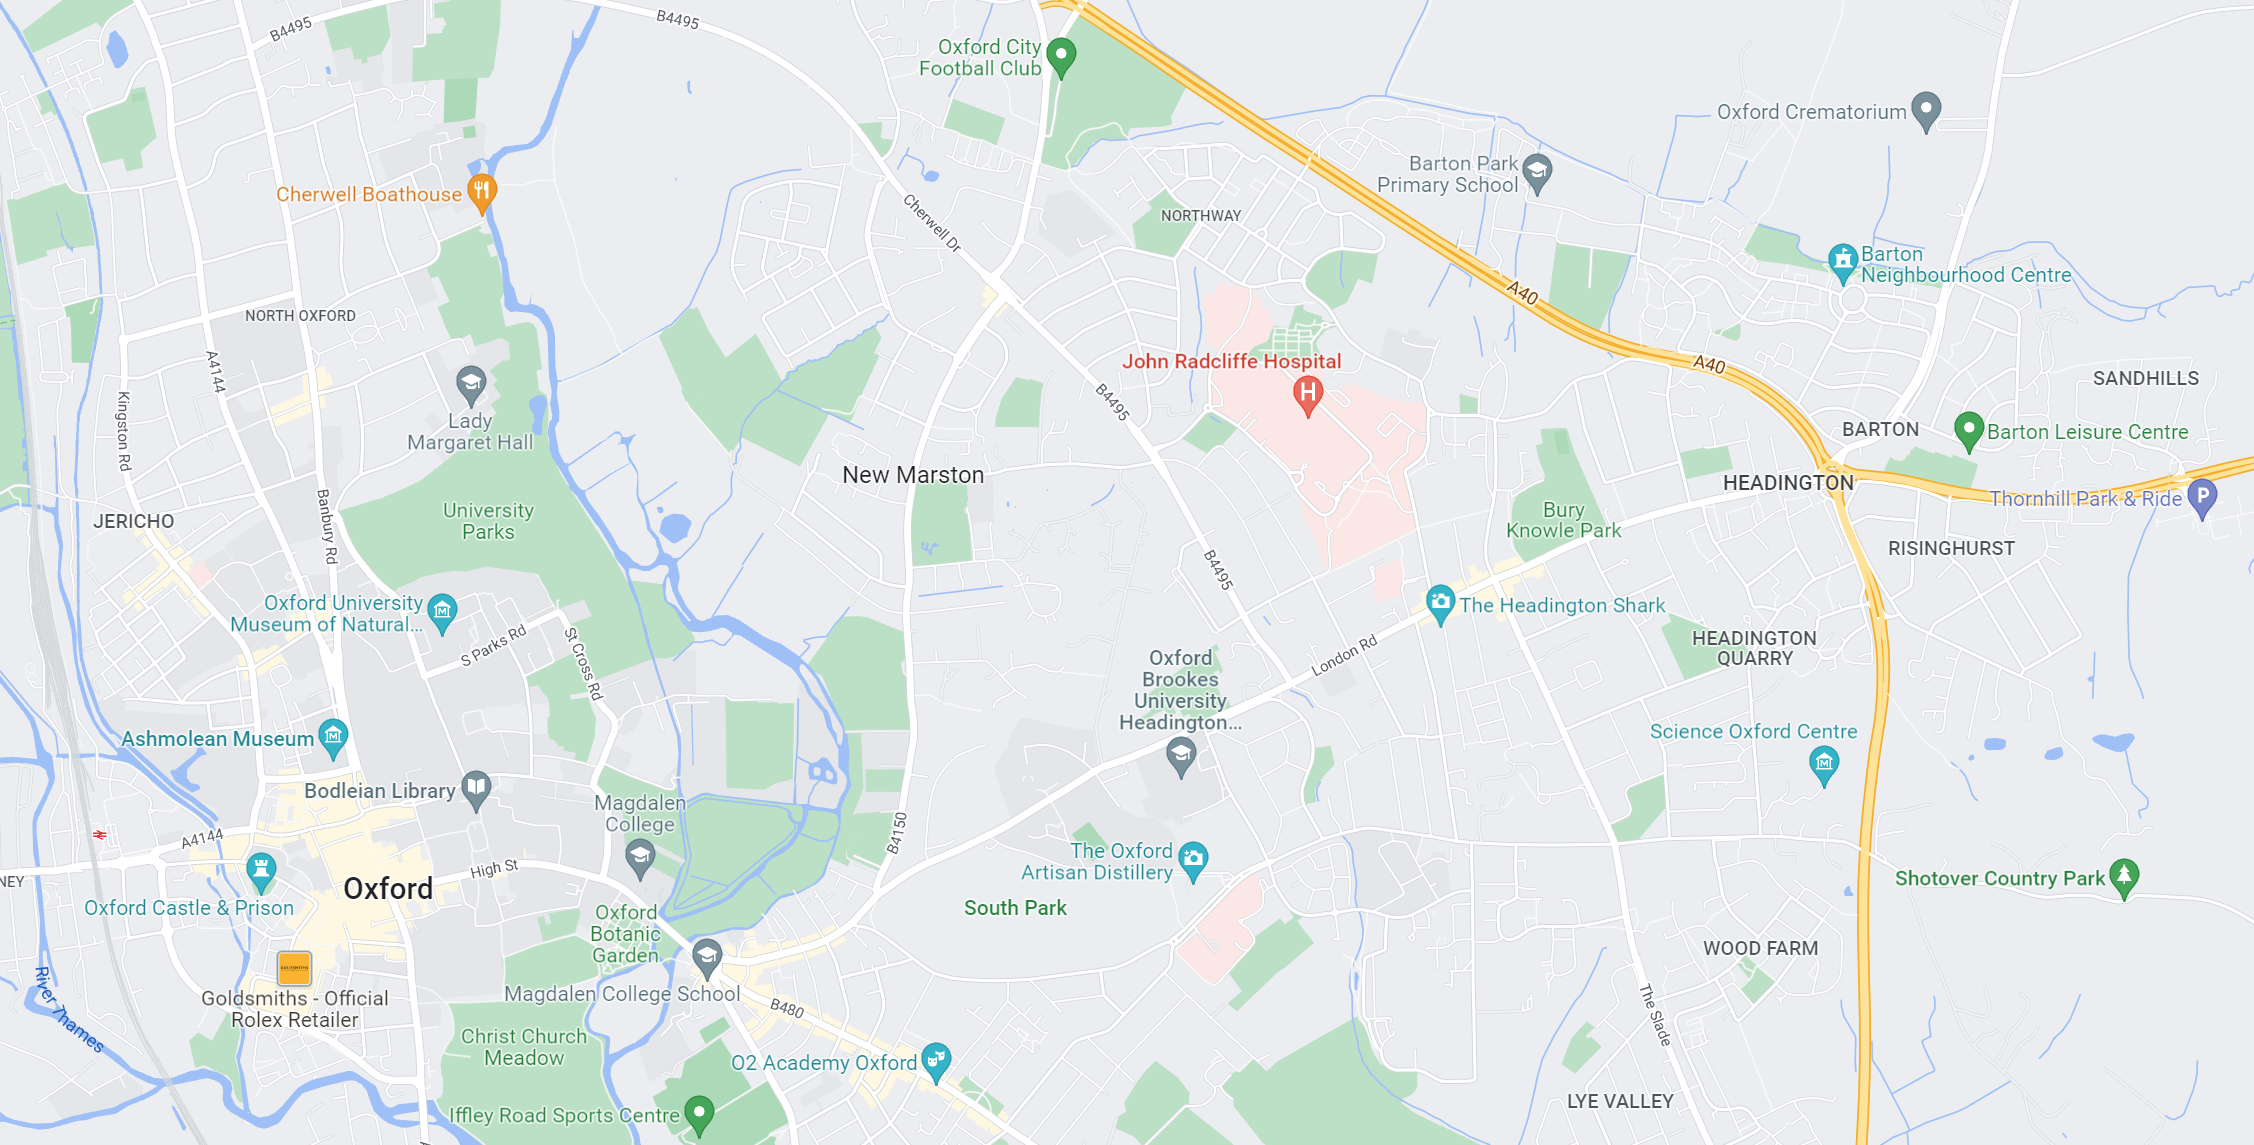 B4495
B4495
Oxford City
Football Club
Oxford Crematorium
Barton Park
Primary School
Cherwell Boathouse
Cherwell Dr
NORTHWAY
Barton
Neighbourhood Centre
A40
NORTH OXFORD
A4144
John Radcliffe Hospital
A40
SANDHILLS
Kingston Rd
Lady
Margaret Hall
B4495
BARTON
Barton Leisure Centre
New Marston
HEADINGTON
Thornhill Park & Ride
P
H
JERICHO
Banbury Rd
University
Parks
Bury
Knowle Park
RISINGHURST
B4495
Oxford University
Museum of Natural...
M
The Headington Shark
S Parks Rd
St Cross Rd
London Rd
HEADINGTON
QUARRY
Oxford
Brookes
University
Headington...
Ashmolean Museum
M
Science Oxford Centre
M
Bodleian Library
Magdalen
College
A4144
B4150
The Oxford
Artisan Distillery
NEY
High St
Oxford
Shotover Country Park
Oxford Castle & Prison
South Park
Oxford
Botanic
Garden
WOOD FARM
River Thames
GOLDSMITHS
Goldsmiths - Official
Rolex Retailer
Magdalen College School
B480
The Slade
Christ Church
Meadow
O2 Academy Oxford
Iffley Road Sports Centre
LYE VALLEY